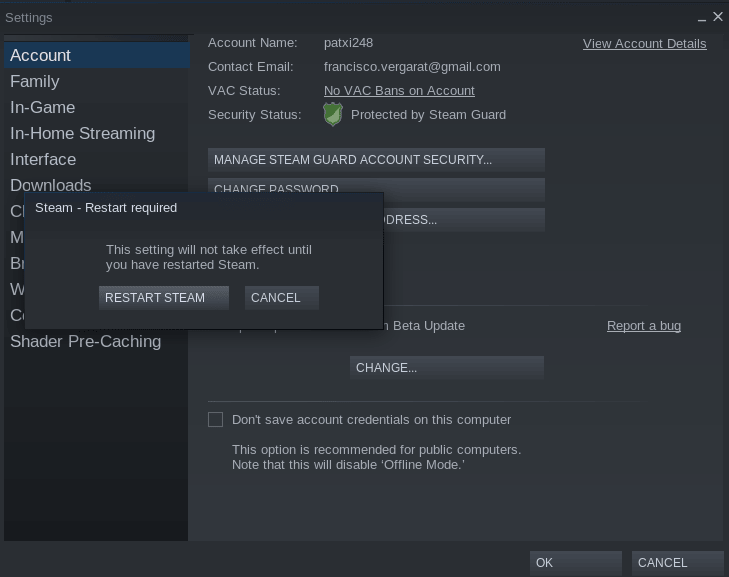 Settings
Account
Family
In-Game
In-Home Streaming
Interface
Downloads
Shader Pre-Caching
Account Name: patxi248
View Account Details
Contact Email: francisco.vergarat@gmail.com
VAC Status: No VAC Bans on Account
Security Status: Protected by Steam Guard
MANAGE STEAM GUARD ACCOUNT SECURITY...
CHANGE PASSWORD
Steam - Restart required
This setting will not take effect until
you have restarted Steam.
RESTART STEAM
CANCEL
Beta Update
Report a bug
CHANGE...
Don't save account credentials on this computer
This option is recommended for public computers.
Note that this will disable ‘Offline Mode.’
OK
CANCEL